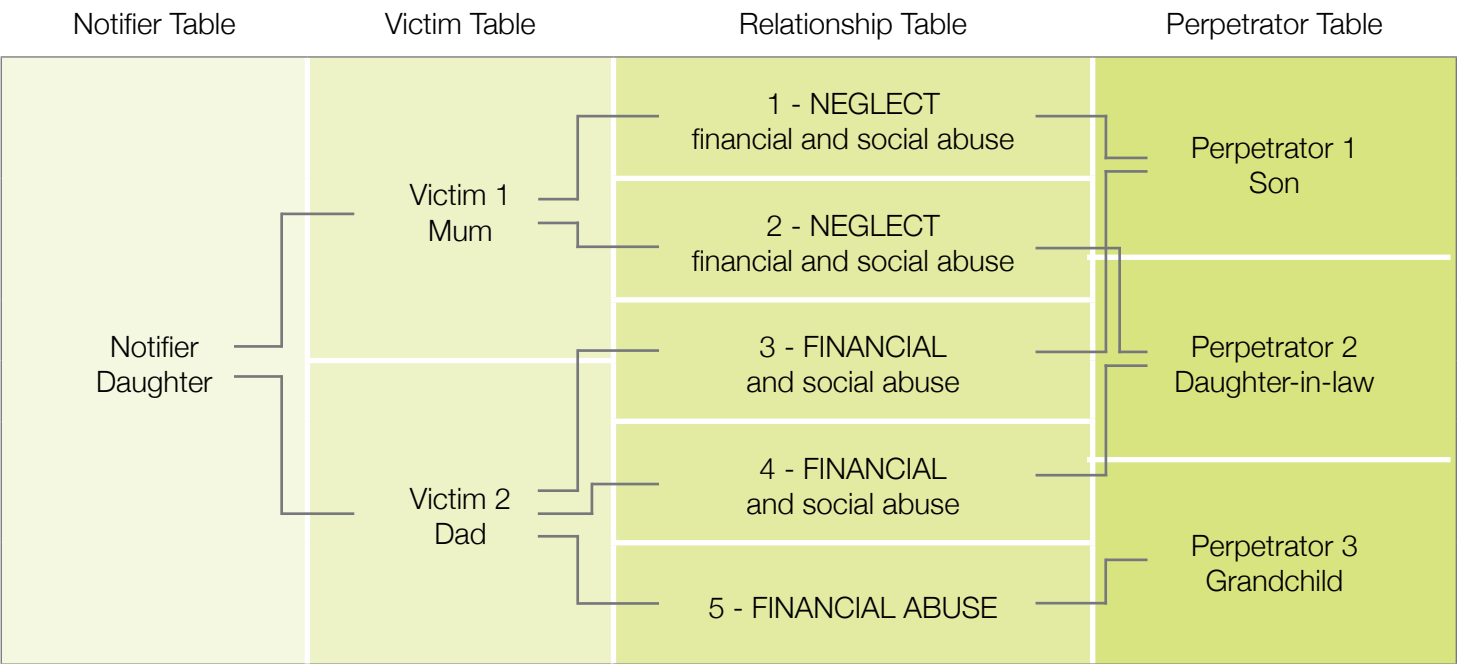 Notifier Table
Victim Table
Relationship Table
Perpetrator Table
Notifier
Daughter
Victim 1
Mum
Victim 2
Dad
1 - NEGLECT
financial and social abuse
2 - NEGLECT
financial and social abuse
3 - FINANCIAL
and social abuse
4 - FINANCIAL
and social abuse
5 - FINANCIAL ABUSE
Perpetrator 1
Son
Perpetrator 2
Daughter-in-law
Perpetrator 3
Grandchild